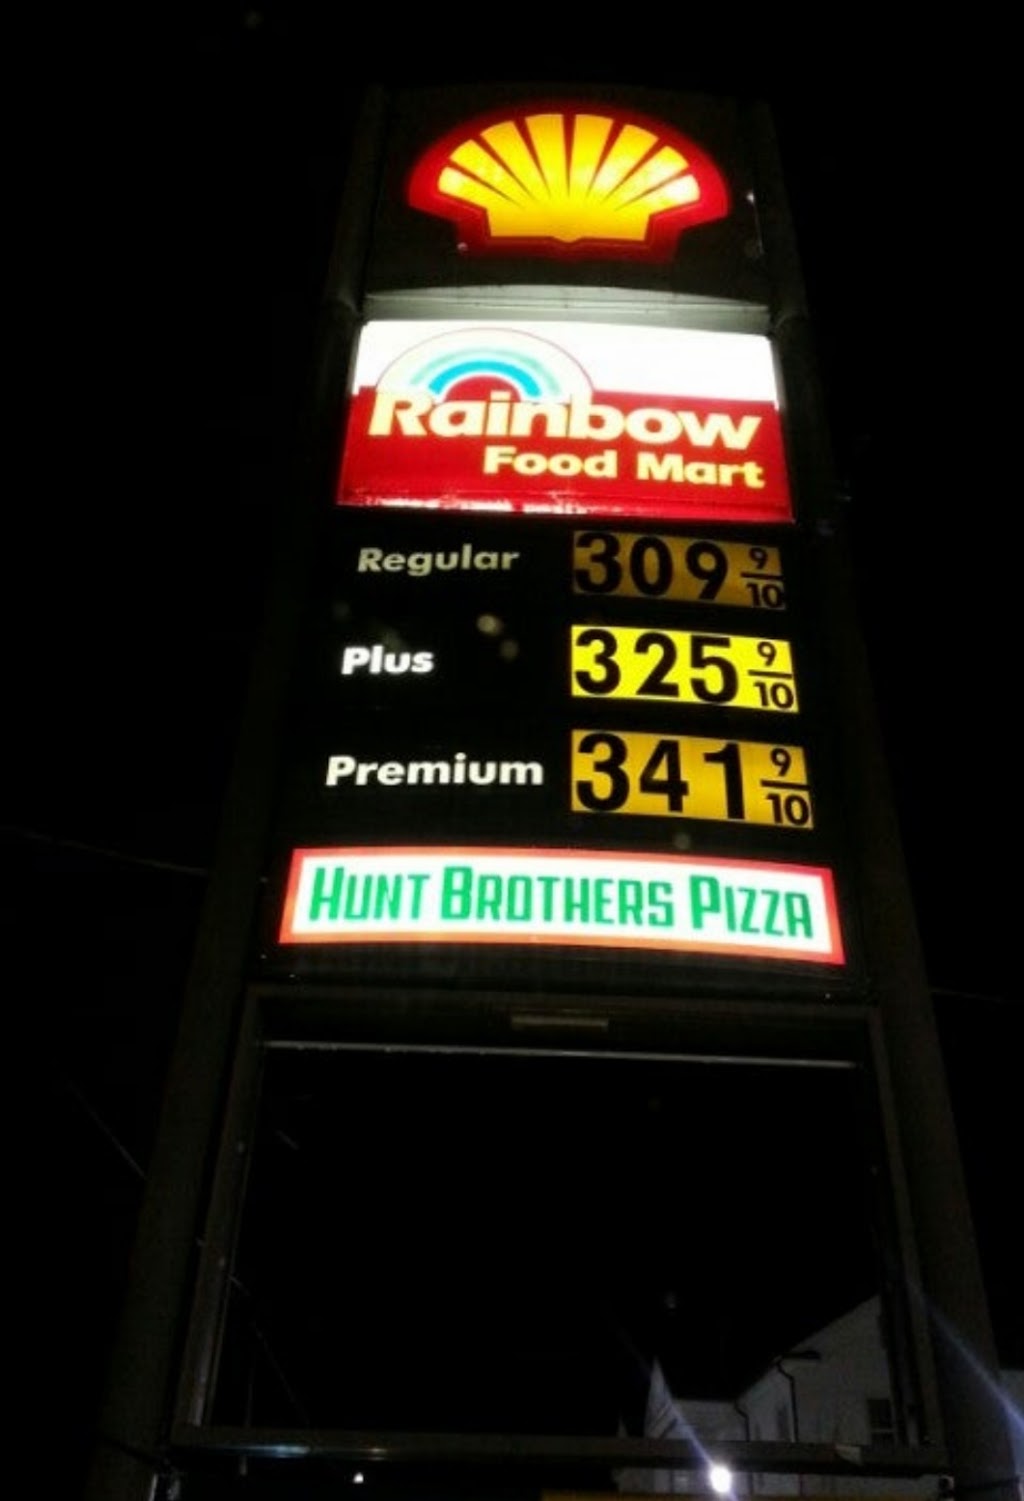 Rainbow
Food Mart
Regular 309 9/10
Plus 325 9/10
Premium 341 9/10
HUNT BROTHERS PIZZA